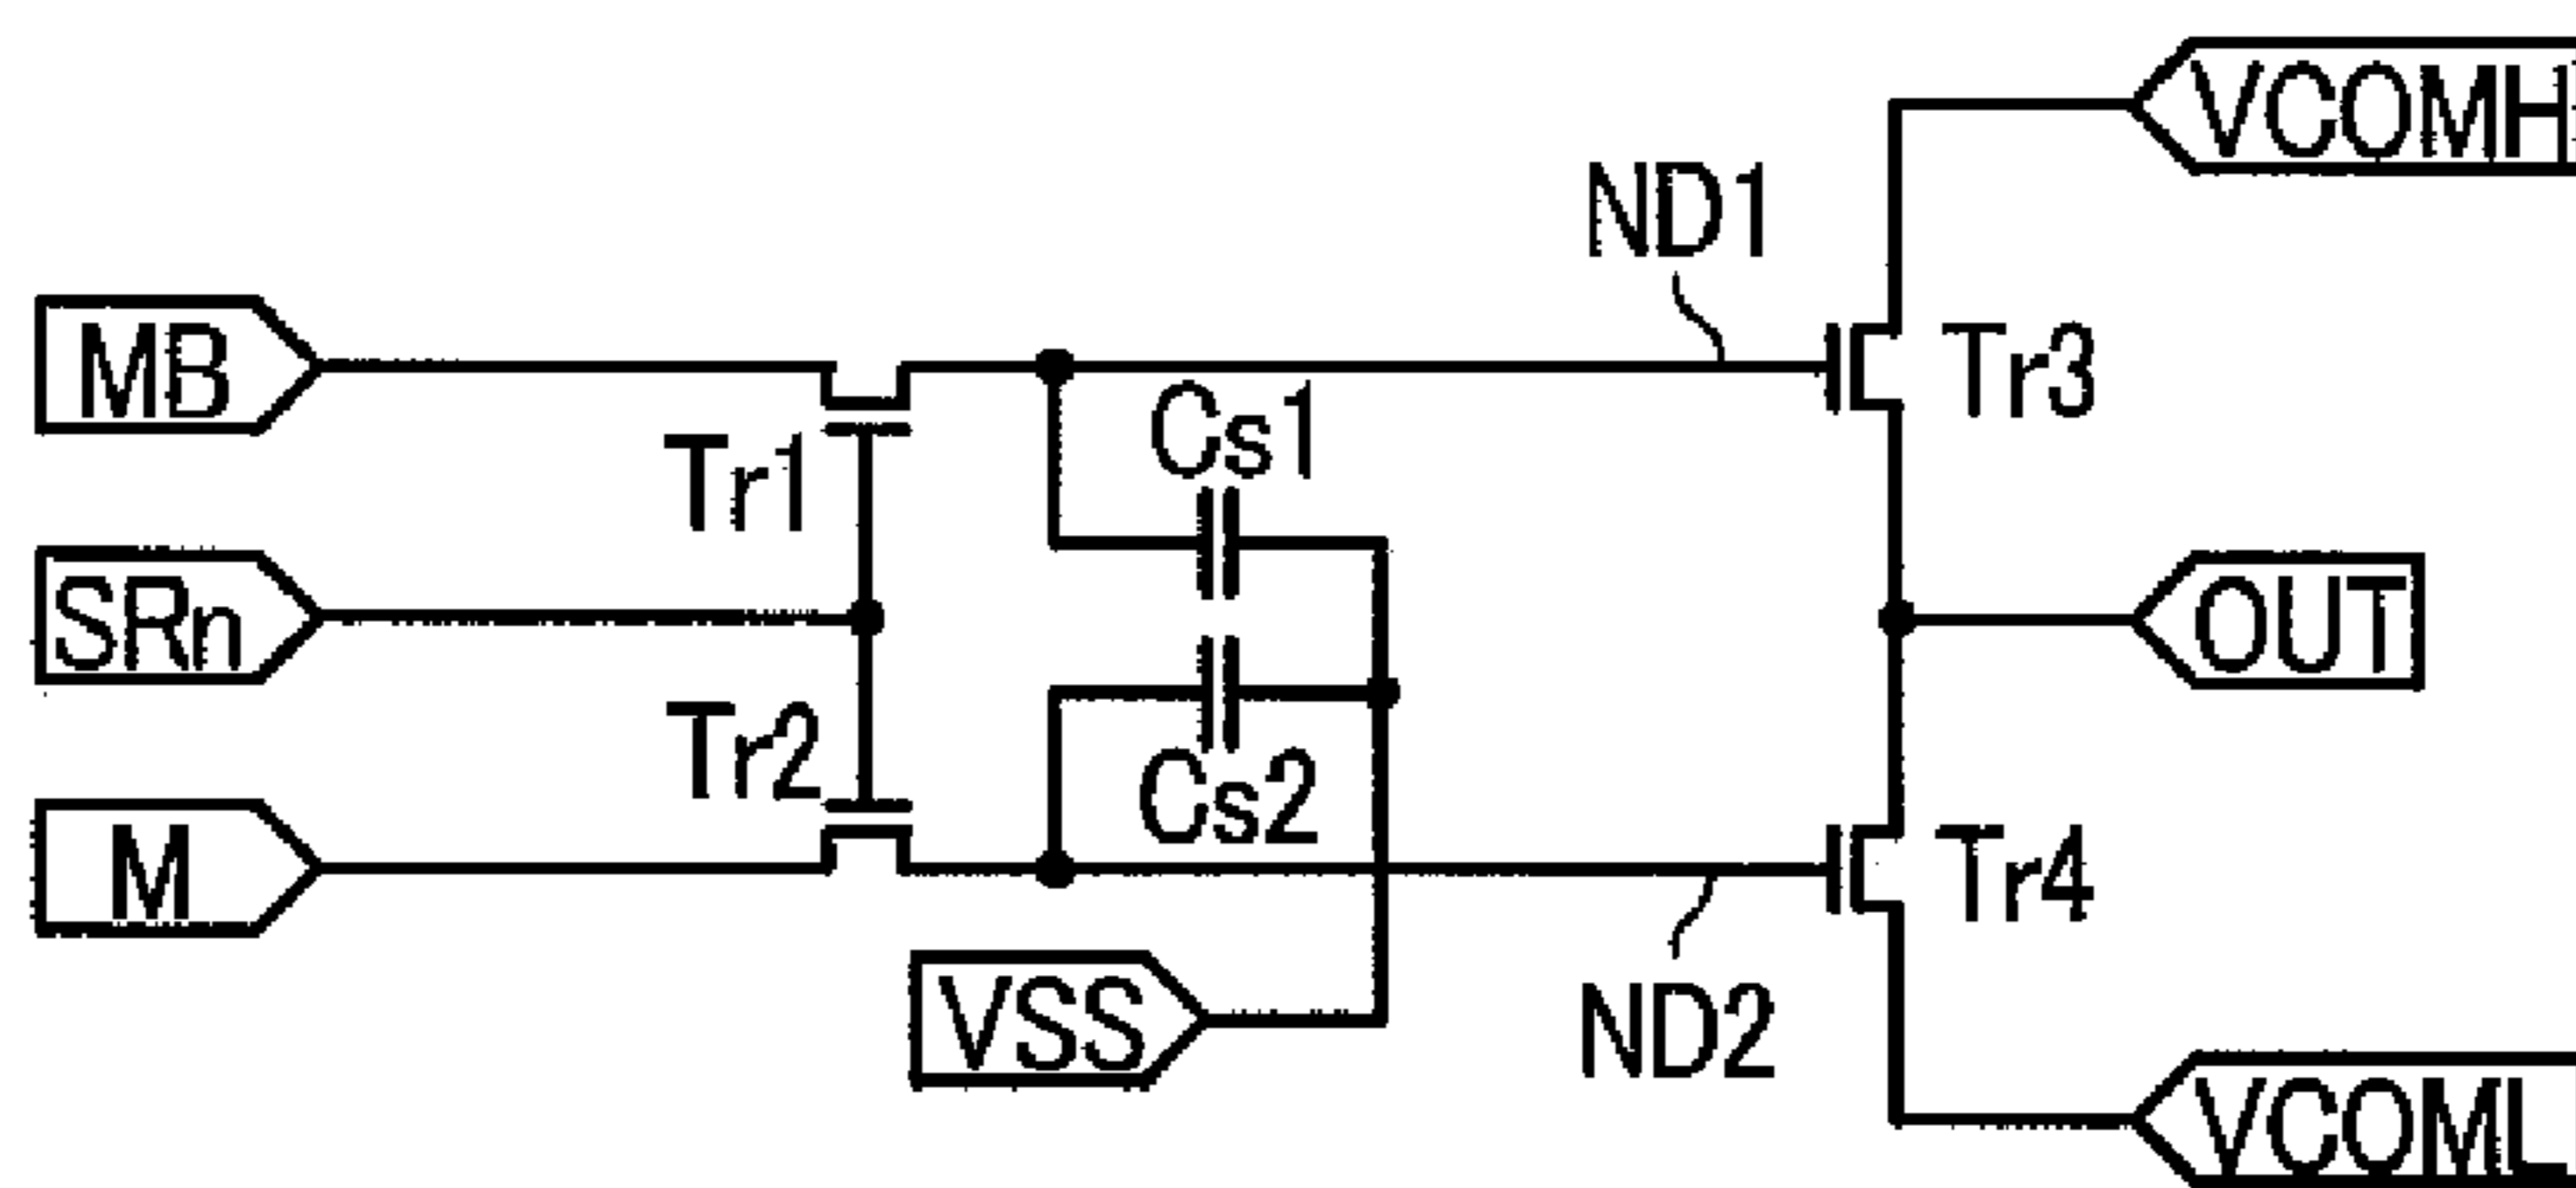 VCOMH
ND1
MB
Tr3
Cs1
Tr1
SRn
OUT
Tr2
Cs2
M
Tr4
VSS
ND2
VCOML